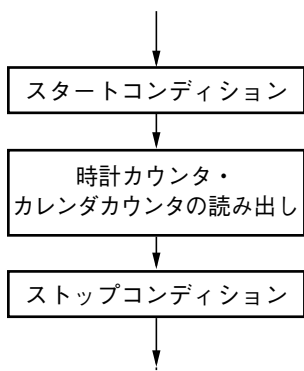 スタートコンディション
時計カウンタ・
カレンダカウンタの読み出し
ストップコンディション